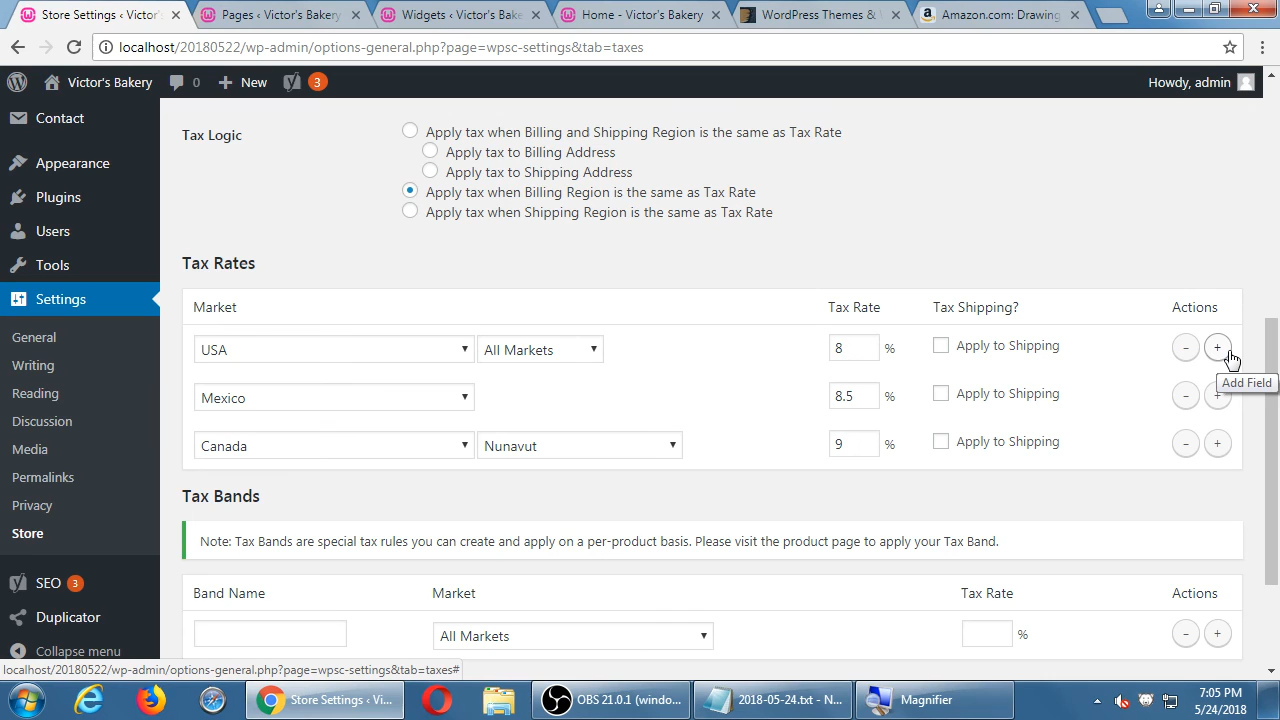 Store Settings ‹ Victor's
Pages ‹ Victor's Bakery
Widgets ‹ Victor's Bake
Home - Victor's Bakery
WordPress Themes &
Amazon.com: Drawing
localhost/20180522/wp-admin/options-general.php?page=wpsc-settings&tab=taxes
Victor's Bakery 0 + New 3 Howdy, admin
Contact
Appearance
Plugins
Users
Tools
Settings
General
Writing
Reading
Discussion
Media
Permalinks
Privacy
Store
SEO 3
Duplicator
Collapse menu
Tax Logic
Apply tax when Billing and Shipping Region is the same as Tax Rate
Apply tax to Billing Address
Apply tax to Shipping Address
Apply tax when Billing Region is the same as Tax Rate
Apply tax when Shipping Region is the same as Tax Rate
Tax Rates
Market Tax Rate Tax Shipping? Actions
USA All Markets 8 % Apply to Shipping - +
Add Field
Mexico 8.5 % Apply to Shipping - +
Canada Nunavut 9 % Apply to Shipping - +
Tax Bands
Note: Tax Bands are special tax rules you can create and apply on a per-product basis. Please visit the product page to apply your Tax Band.
Band Name Market Tax Rate Actions
All Markets % - +
localhost/20180522/wp-admin/options-general.php?page=wpsc-settings&tab=taxes#
Store Settings ‹ Vi...
OBS 21.0.1 (windo...
2018-05-24.txt - N...
Magnifier
7:05 PM
5/24/2018